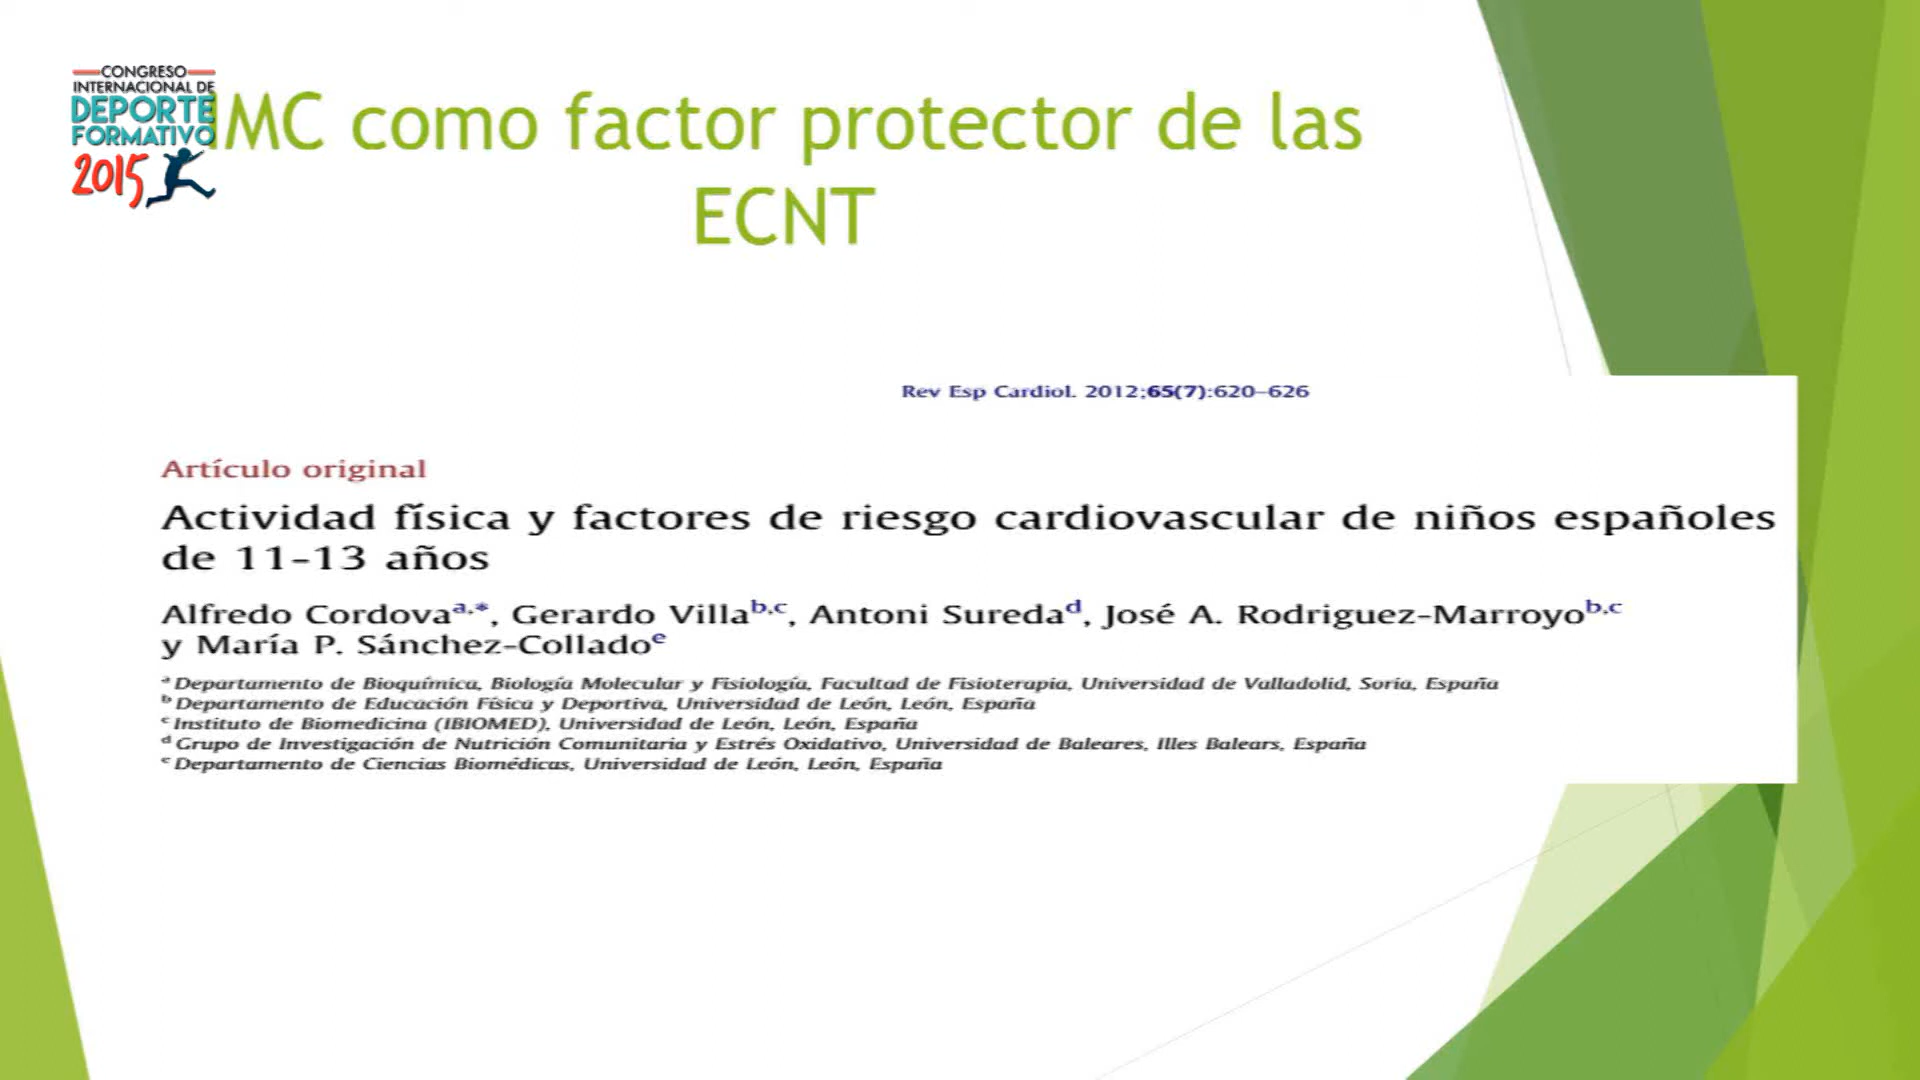 CONGRESO
INTERNACIONAL DE
DEPORTE
FORMATIVO
2015
IMC como factor protector de las
ECNT
Rev Esp Cardiol. 2012;65(7):620–626
Artículo original
Actividad física y factores de riesgo cardiovascular de niños españoles
de 11-13 años
Alfredo Cordova a,*, Gerardo Villa b,c, Antoni Sureda d, José A. Rodriguez-Marroyo b,c
y María P. Sánchez-Collado e
a Departamento de Bioquímica, Biología Molecular y Fisiología, Facultad de Fisioterapia, Universidad de Valladolid, Soria, España
b Departamento de Educación Física y Deportiva, Universidad de León, León, España
c Instituto de Biomedicina (IBIOMED), Universidad de León, León, España
d Grupo de Investigación de Nutrición Comunitaria y Estrés Oxidativo, Universidad de Baleares, Illes Balears, España
e Departamento de Ciencias Biomédicas, Universidad de León, León, España